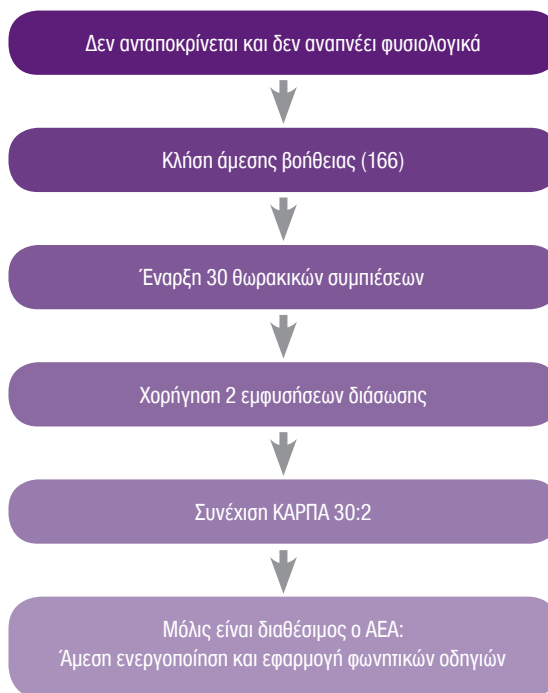 Δεν ανταποκρίνεται και δεν αναπνέει φυσιολογικά
Κλήση άμεσης βοήθειας (166)
Έναρξη 30 θωρακικών συμπιέσεων
Χορήγηση 2 εμφυσήσεων διάσωσης
Συνέχιση ΚΑΡΠΑ 30:2
Μόλις είναι διαθέσιμος ο ΑΕΑ:
Άμεση ενεργοποίηση και εφαρμογή φωνητικών οδηγιών